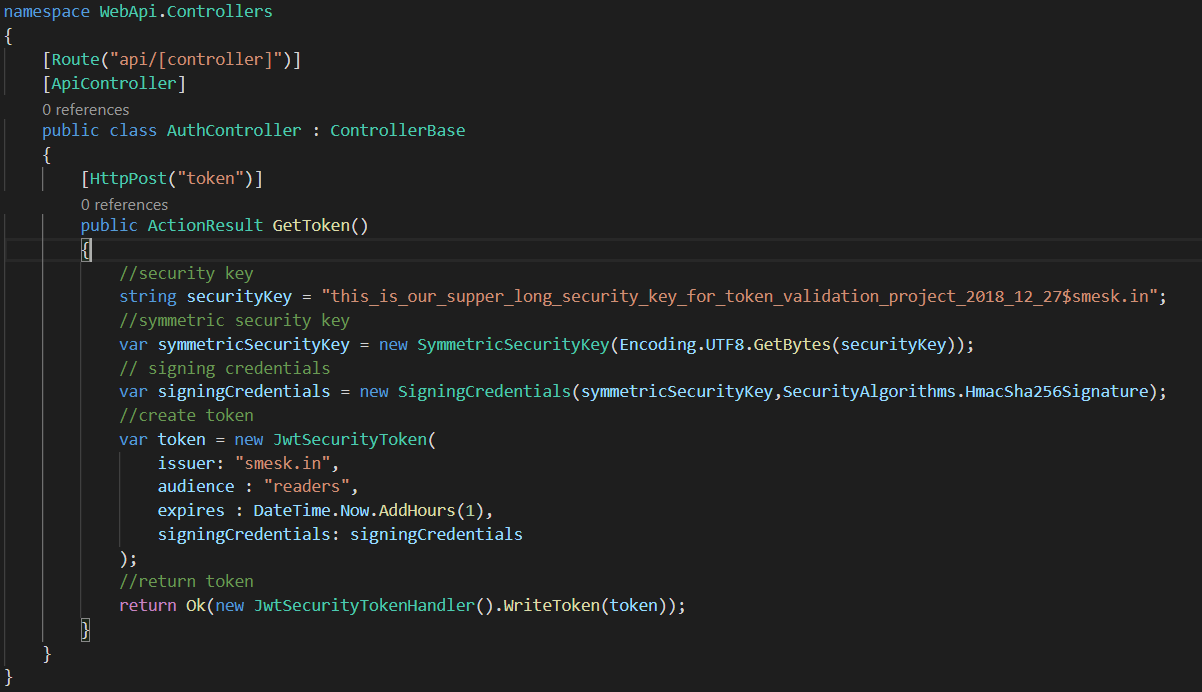 namespace WebApi.Controllers
{
[Route("api/[controller]")]
[ApiController]
0 references
public class AuthController : ControllerBase
{
[HttpPost("token")]
0 references
public ActionResult GetToken()
{
//security key
string securityKey = "this_is_our_supper_long_security_key_for_token_validation_project_2018_12_27$smesk.in";
//symmetric security key
var symmetricSecurityKey = new SymmetricSecurityKey(Encoding.UTF8.GetBytes(securityKey));
// signing credentials
var signingCredentials = new SigningCredentials(symmetricSecurityKey,SecurityAlgorithms.HmacSha256Signature);
//create token
var token = new JwtSecurityToken(
issuer: "smesk.in",
audience : "readers",
expires : DateTime.Now.AddHours(1),
signingCredentials: signingCredentials
);
//return token
return Ok(new JwtSecurityTokenHandler().WriteToken(token));
}
}
}